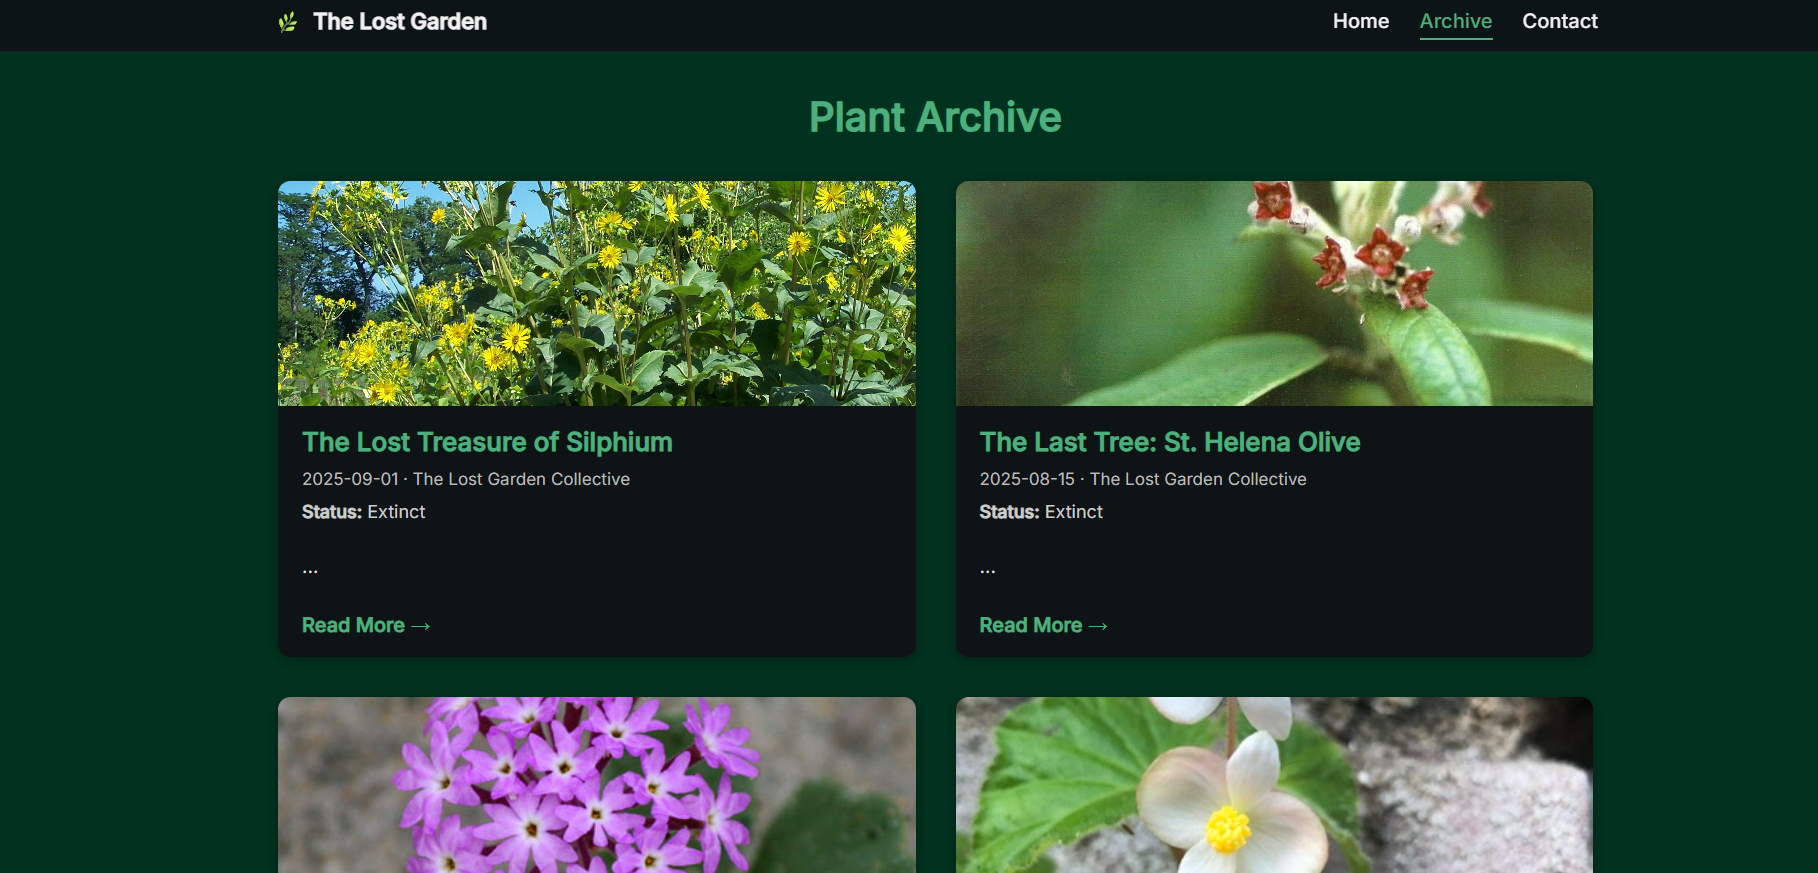 The Lost Garden
Home Archive Contact
Plant Archive
The Lost Treasure of Silphium
2025-09-01 · The Lost Garden Collective
Status: Extinct
...
Read More →
The Last Tree: St. Helena Olive
2025-08-15 · The Lost Garden Collective
Status: Extinct
...
Read More →